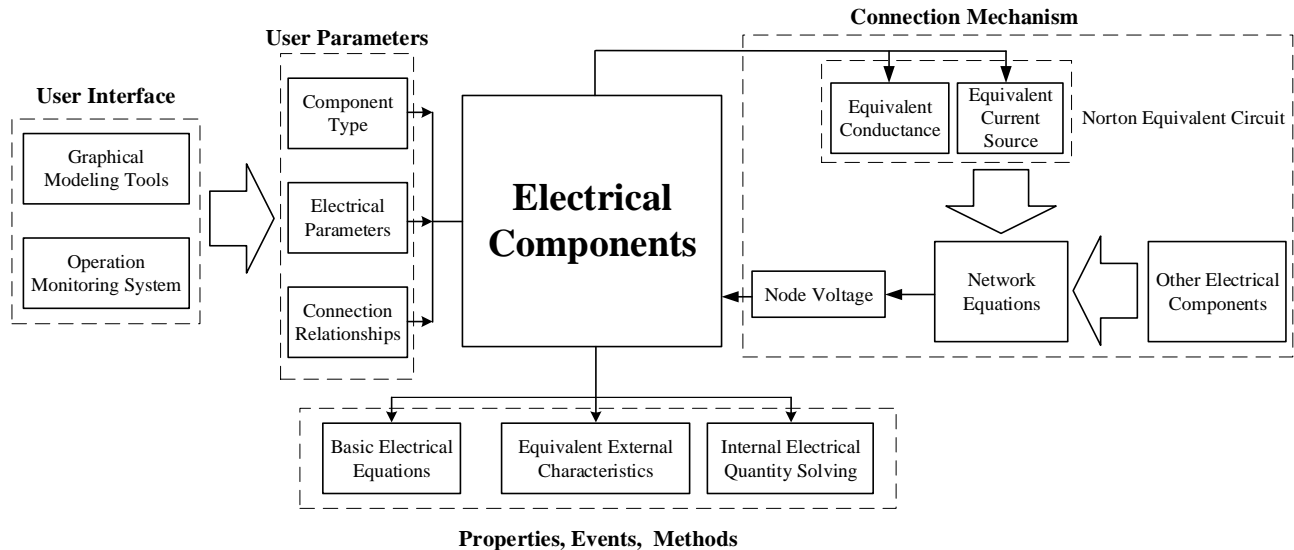 Connection Mechanism
User Parameters
User Interface
Graphical
Modeling Tools
Operation
Monitoring System
Component
Type
Electrical
Parameters
Connection
Relationships
Electrical
Components
Equivalent
Conductance
Equivalent
Current
Source
Norton Equivalent Circuit
Node Voltage
Network
Equations
Other Electrical
Components
Basic Electrical
Equations
Equivalent External
Characteristics
Internal Electrical
Quantity Solving
Properties, Events, Methods